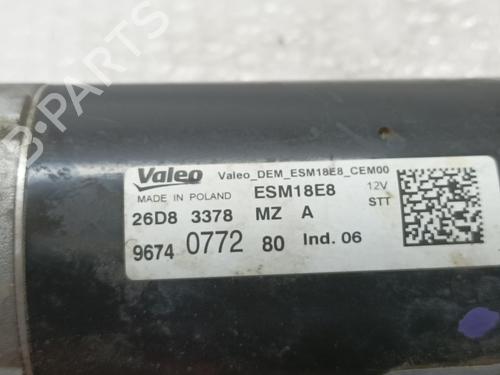 Valeo Valeo_DEM_ESM18E8_CEM00
MADE IN POLAND ESM18E8 12V
STT
26D8 3378 MZ A
9674 0772 80 Ind. 06
B-PARTS